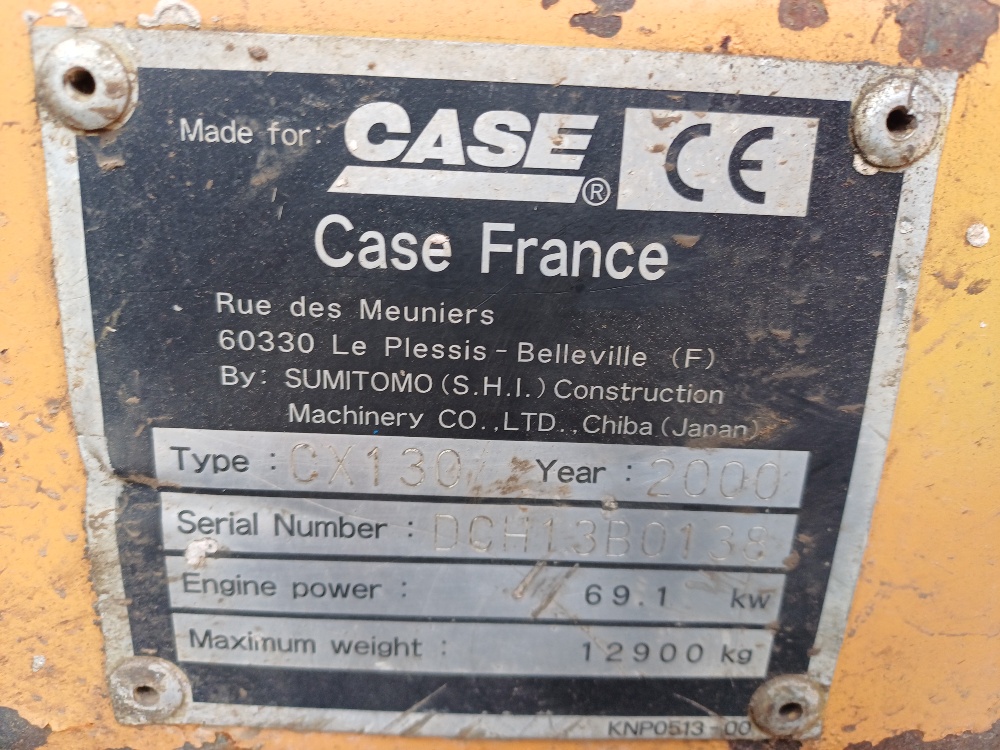 Made for: CASE ® CE
Case France
Rue des Meuniers
60330 Le Plessis-Belleville (F)
By: SUMITOMO (S.H.I.) Construction
Machinery CO.,LTD.,Chiba (Japan)
Type : CX130 Year : 2000
Serial Number : DCH13B0138
Engine power : 69.1 kw
Maximum weight : 12900 kg
KNP0513-00